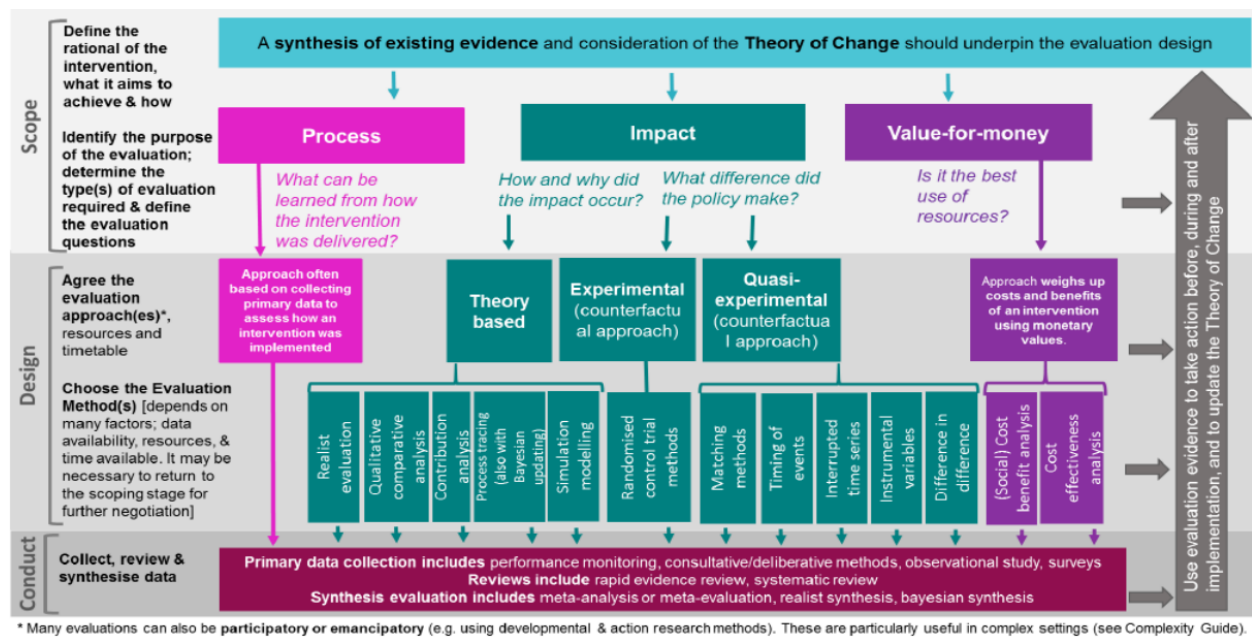 Scope
Define the
rational of the
intervention,
what it aims to
achieve & how
Identify the purpose
of the evaluation;
determine the
type(s) of evaluation
required & define
the evaluation
questions
A synthesis of existing evidence and consideration of the Theory of Change should underpin the evaluation design
Process
Impact
Value-for-money
What can be
learned from how
the intervention
was delivered?
How and why did
the impact occur?
What difference did
the policy make?
Is it the best
use of
resources?
Design
Agree the
evaluation
approach(es)*,
resources and
timetable
Choose the Evaluation
Method(s) [depends on
many factors; data
availability, resources, &
time available. It may be
necessary to return to
the scoping stage for
further negotiation]
Approach often
based on collecting
primary data to
assess how an
intervention was
implemented
Theory
based
Experimental
(counterfactu
al approach)
Quasi-
experimental
(counterfactua
l approach)
Approach weighs up
costs and benefits
of an intervention
using monetary
values.
Realist
evaluation
Qualitative
comparative
analysis
Contribution
analysis
Process tracing
(also with
Bayesian
updating)
Simulation
modelling
Randomised
control trial
methods
Matching
methods
Timing of
events
Interrupted
time series
Instrumental
variables
Difference in
difference
(Social) Cost
benefit analysis
Cost
effectiveness
analysis
Conduct
Collect, review &
synthesise data
Primary data collection includes performance monitoring, consultative/deliberative methods, observational study, surveys
Reviews include rapid evidence review, systematic review
Synthesis evaluation includes meta-analysis or meta-evaluation, realist synthesis, bayesian synthesis
Use evaluation evidence to take action before, during and after
implementation, and to update the Theory of Change
* Many evaluations can also be participatory or emancipatory (e.g. using developmental & action research methods). These are particularly useful in complex settings (see Complexity Guide).